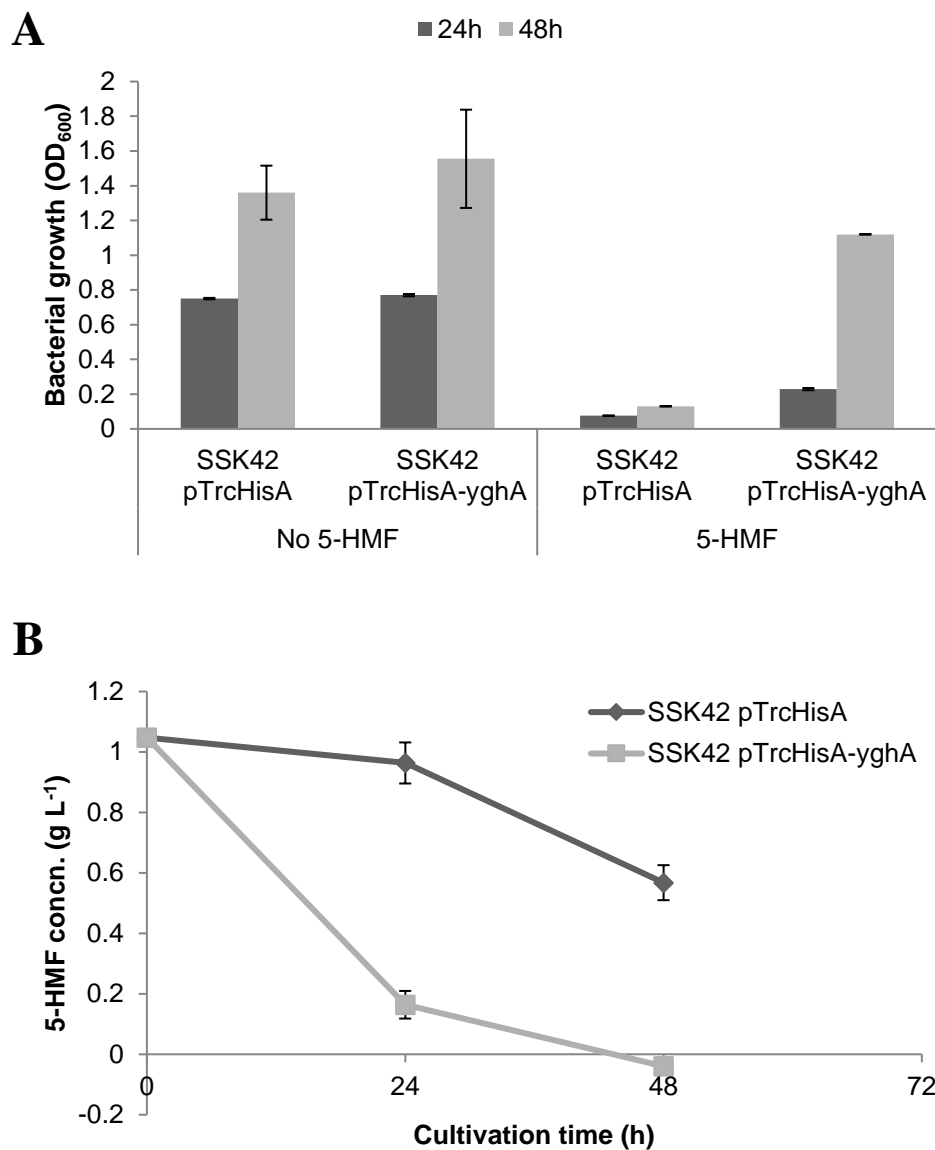 A
24h 48h
Bacterial growth (OD600)
2
1.8
1.6
1.4
1.2
1
0.8
0.6
0.4
0.2
0
SSK42 pTrcHisA
SSK42 pTrcHisA-yghA
SSK42 pTrcHisA
SSK42 pTrcHisA-yghA
No 5-HMF
5-HMF
B
SSK42 pTrcHisA
SSK42 pTrcHisA-yghA
5-HMF concn. (g L-1)
1.2
1
0.8
0.6
0.4
0.2
0
-0.2
0 24 48 72
Cultivation time (h)